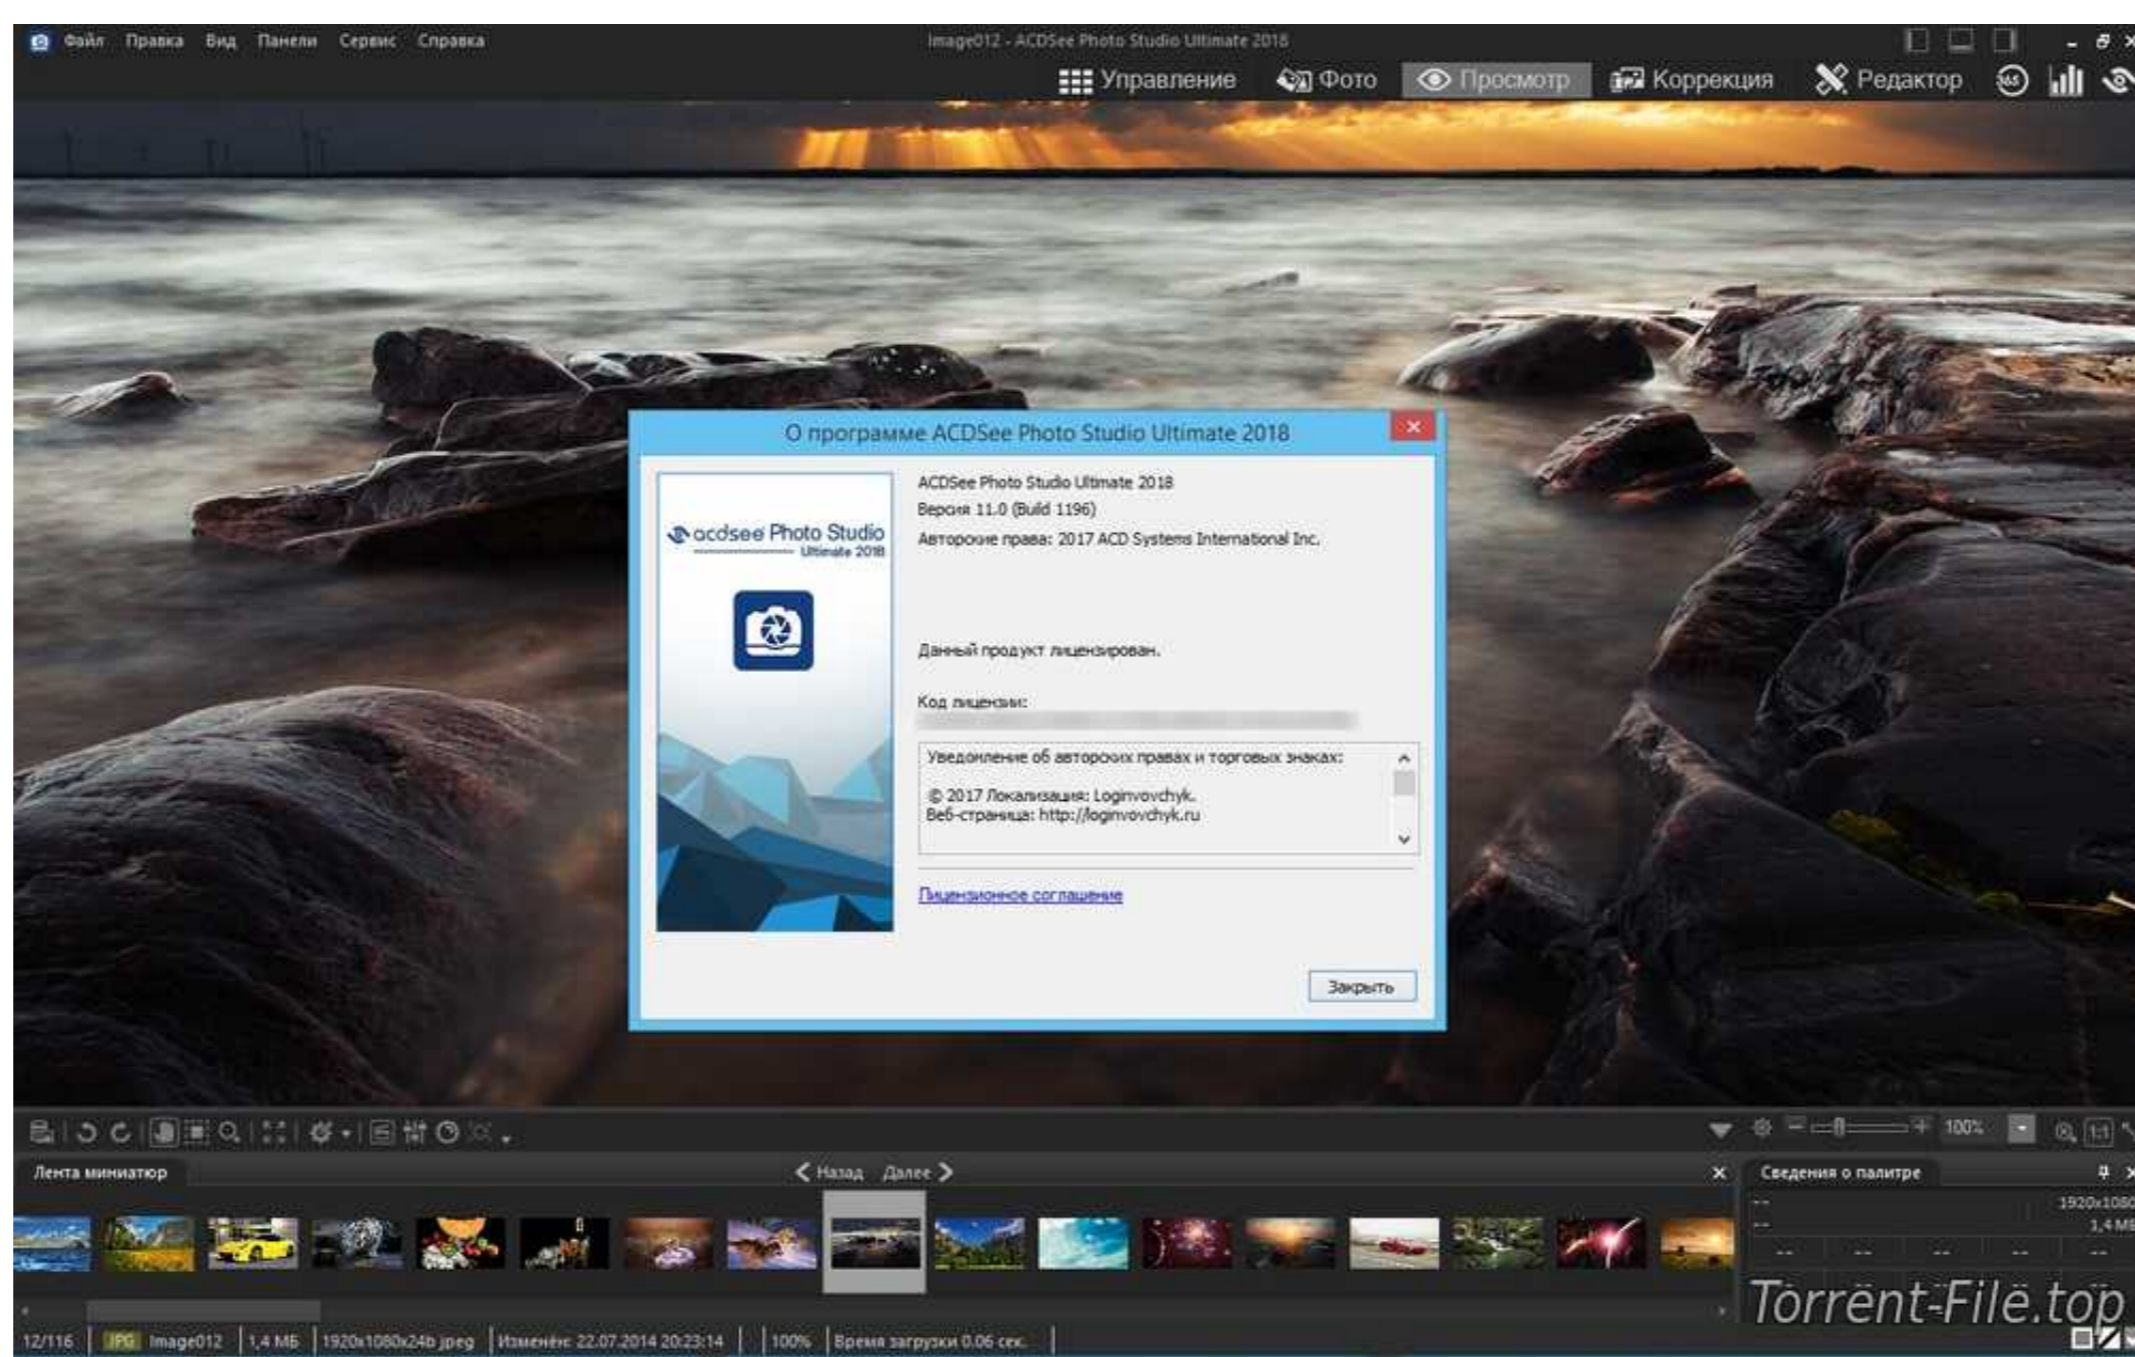 Файл Правка Вид Панели Сервис Справка
Image012 - ACDSee Photo Studio Ultimate 2018
Управление Фото Просмотр Коррекция Редактор 365
О программе ACDSee Photo Studio Ultimate 2018
acdsee Photo Studio
Ultimate 2018
ACDSee Photo Studio Ultimate 2018
Версия 11.0 (Build 1196)
Авторские права: 2017 ACD Systems International Inc.
Данный продукт лицензирован.
Код лицензии:
Уведомление об авторских правах и торговых знаках:
© 2017 Локализация: Loginvovchyk.
Веб-страница: http://loginvovchyk.ru
Лицензионное соглашение
Закрыть
100% 1:1
Лента миниатюр
Назад Далее
Сведения о палитре
-- 1920x1080
-- 1,4 МБ
-- -- -- -- --
Torrent-File.top
12/116 JPG Image012 1,4 МБ 1920x1080x24b jpeg Изменён: 22.07.2014 20:23:14 100% Время загрузки 0.06 сек.